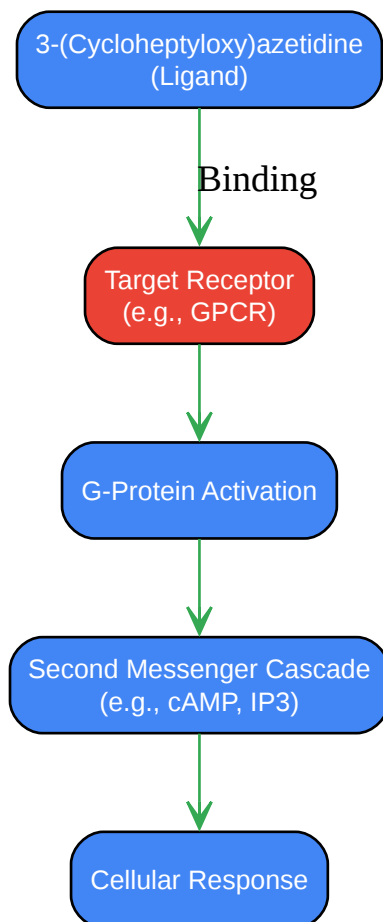 3-(Cycloheptyloxy)azetidine
(Ligand)
Binding
Target Receptor
(e.g., GPCR)
G-Protein Activation
Second Messenger Cascade
(e.g., cAMP, IP3)
Cellular Response